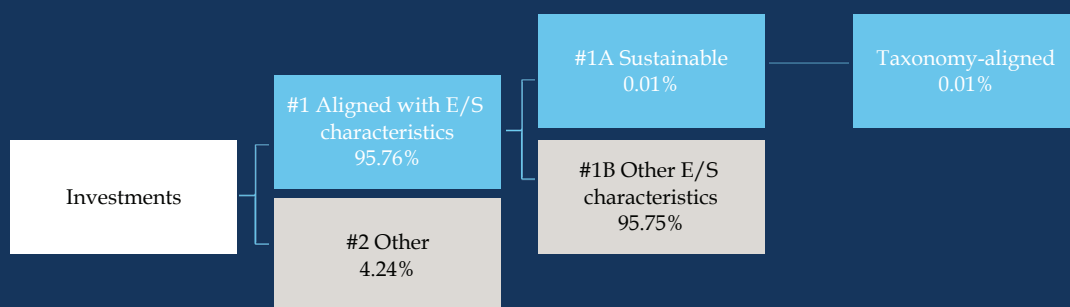 Investments
#1 Aligned with E/S
characteristics
95.76%
#2 Other
4.24%
#1A Sustainable
0.01%
#1B Other E/S
characteristics
95.75%
Taxonomy-aligned
0.01%